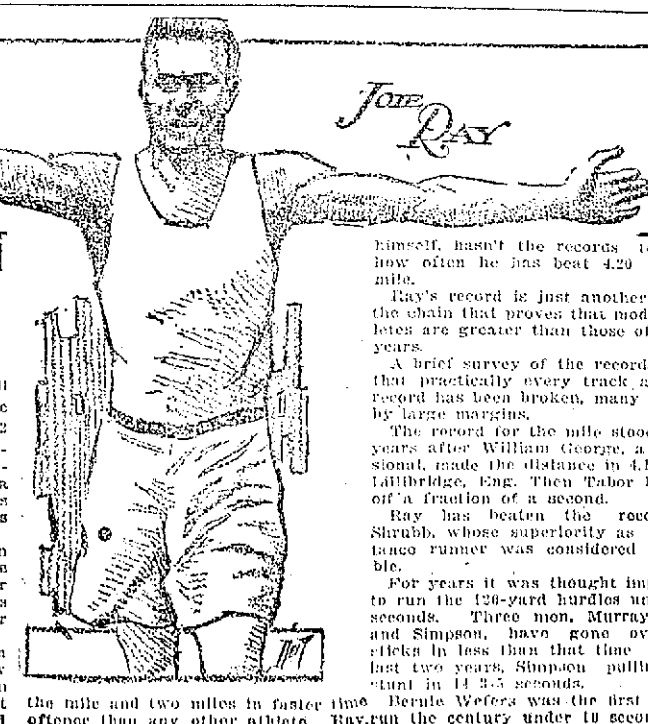 JOIE
RAY
the mile and two miles in faster time
oftener than any other athlete. Ray,
himself, hasn't the records
how often he has beat 4.20
mile.
Ray's record is just another
the chain that proves that mod
letes are greater than those of
years.
A brief survey of the record
that practically every track a
record has been broken, many
by large margins.
The record for the mile stood
years after William George, a
sional, made the distance in
Lillibridge, Eng. Then Tabor
off a fraction of a second.
Ray has beaten the reco
Shrubb, whose superiority as
tance runner was considered
ble.
For years it was thought im
to run the 120-yard hurdles un
seconds. Three men, Murray
and Simpson, have gone ov
sticks in less than that time
last two years, Simpson pulli
stunt in 14 3-5 seconds.
Bernie Wefers was the first
run the century under 10 secon